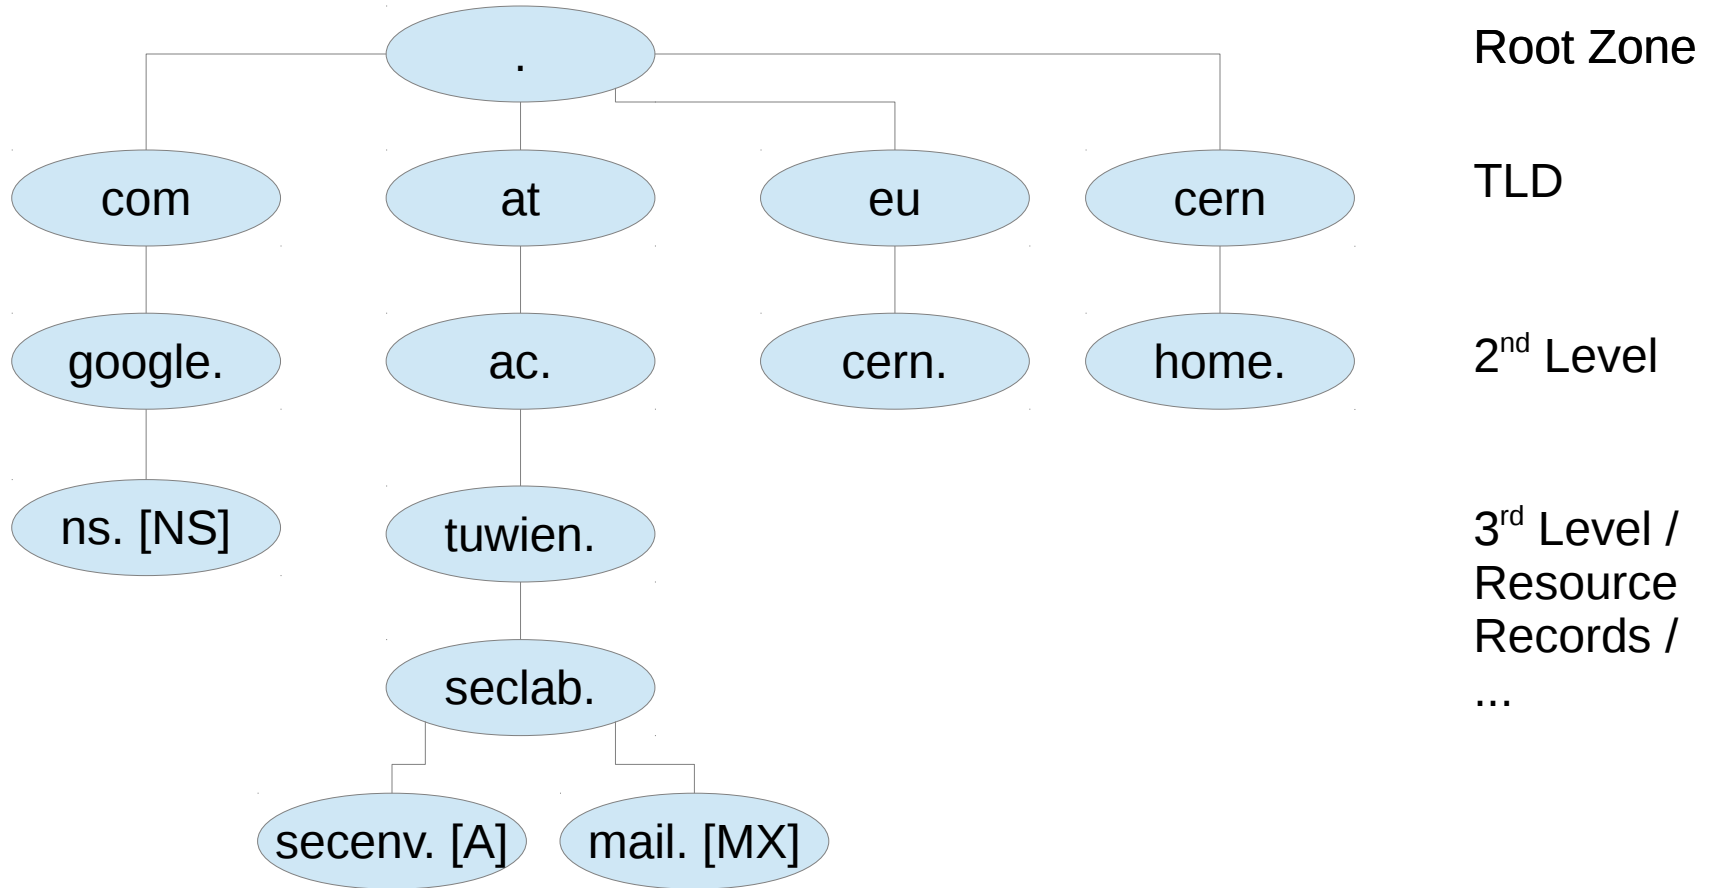 .
Root Zone
com
at
eu
cern
TLD
google.
ac.
cern.
home.
2nd Level
ns. [NS]
tuwien.
3rd Level /
Resource
Records /
...
seclab.
secenv. [A]
mail. [MX]